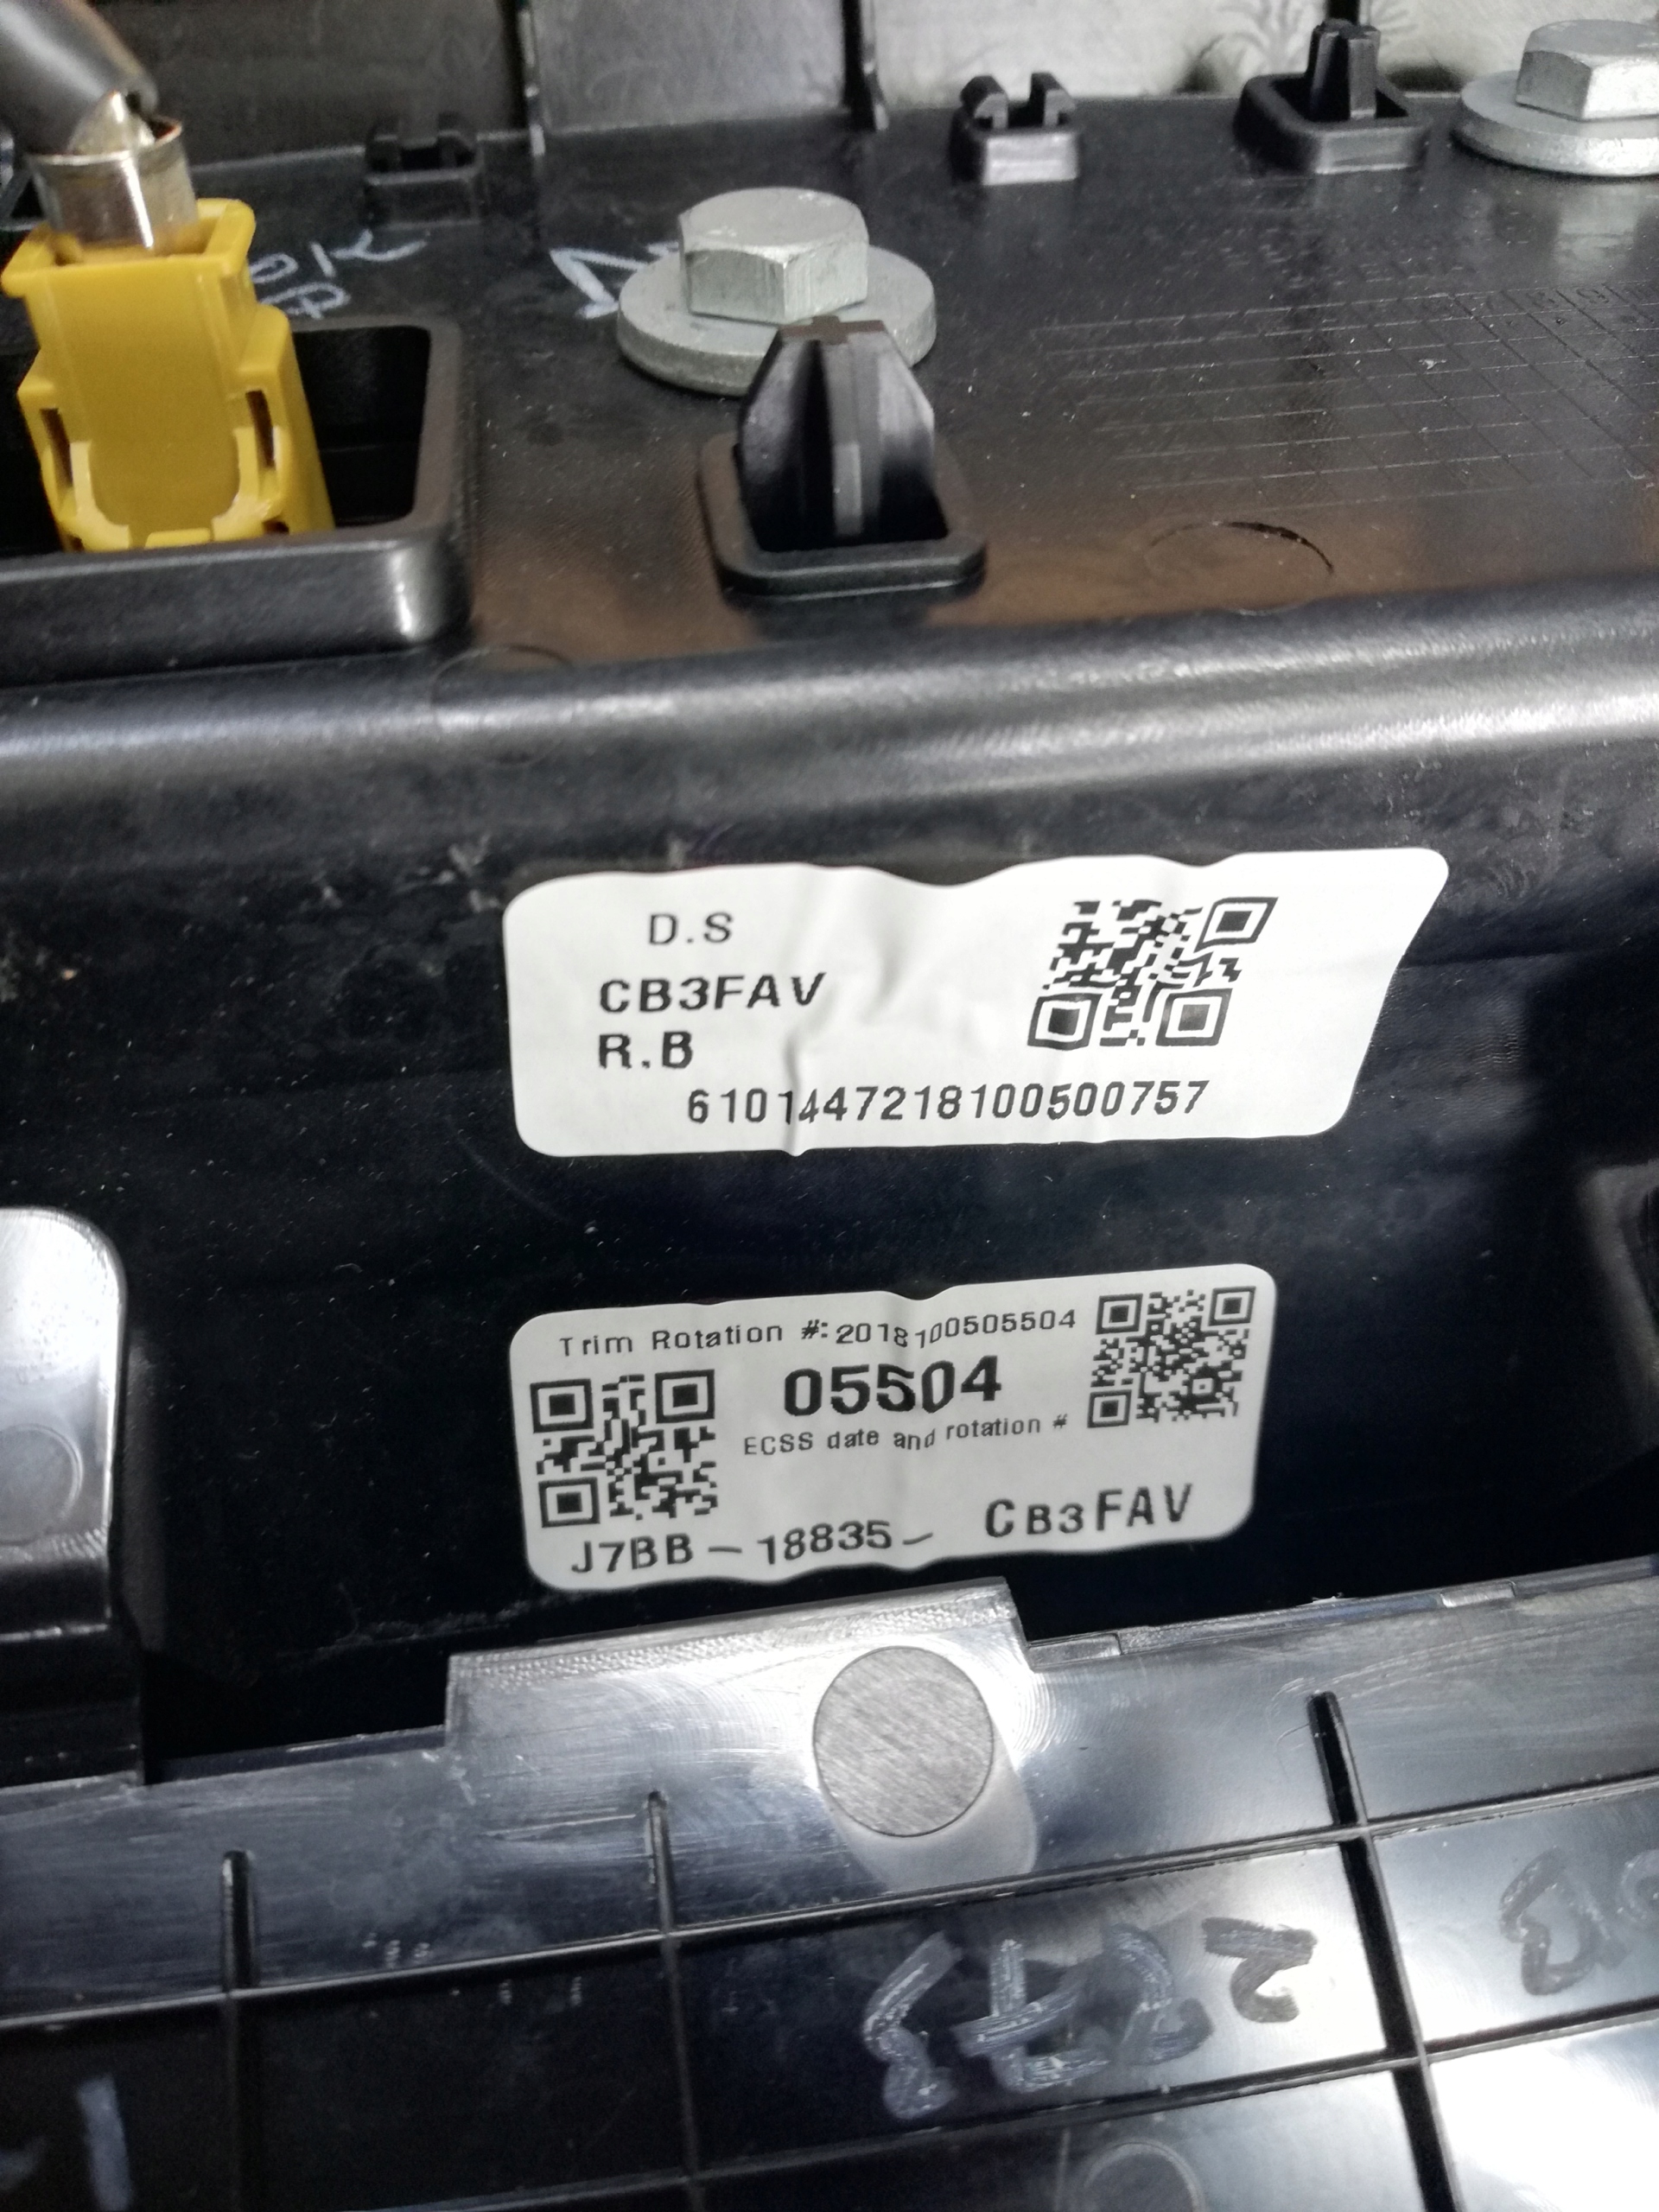 D.S
CB3FAV
R.B
6101447218100500757
Trim Rotation #:2018100505504
05504
ECSS date and rotation #
J7BB-18835- CB3FAV